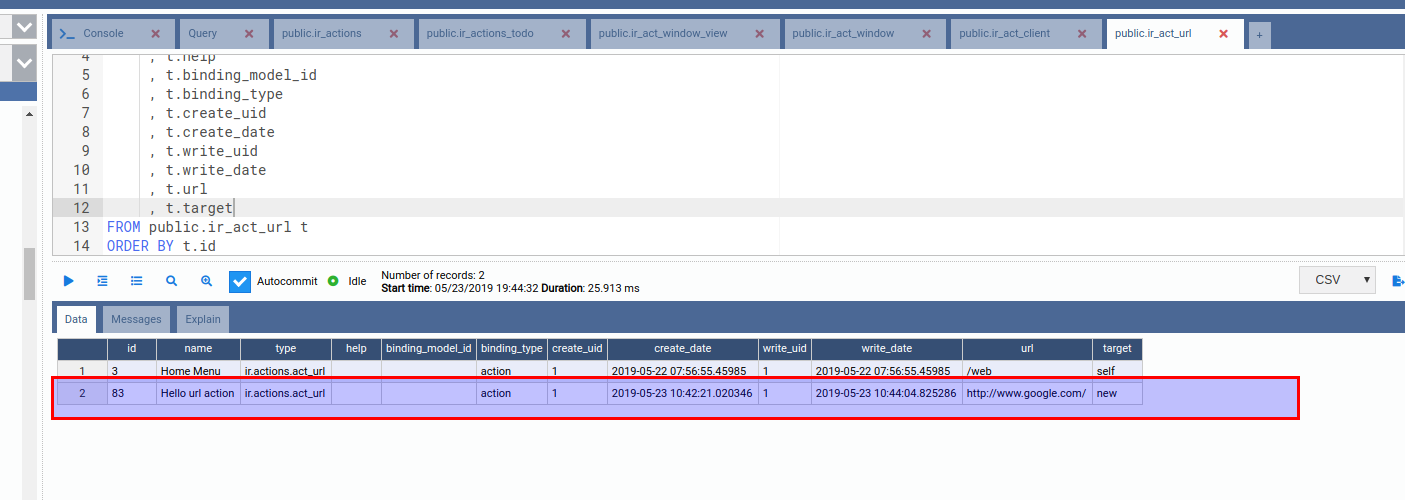 Console Query public.ir_actions public.ir_actions_todo public.ir_act_window_view public.ir_act_window public.ir_act_client public.ir_act_url +
4 , t.help
5 , t.binding_model_id
6 , t.binding_type
7 , t.create_uid
8 , t.create_date
9 , t.write_uid
10 , t.write_date
11 , t.url
12 , t.target
13 FROM public.ir_act_url t
14 ORDER BY t.id
Autocommit Idle Number of records: 2 CSV
Start time: 05/23/2019 19:44:32 Duration: 25.913 ms
Data Messages Explain
id name type help binding_model_id binding_type create_uid create_date write_uid write_date url target
1 3 Home Menu ir.actions.act_url action 1 2019-05-22 07:56:55.45985 1 2019-05-22 07:56:55.45985 /web self
2 83 Hello url action ir.actions.act_url action 1 2019-05-23 10:42:21.020346 1 2019-05-23 10:44:04.825286 http://www.google.com/ new